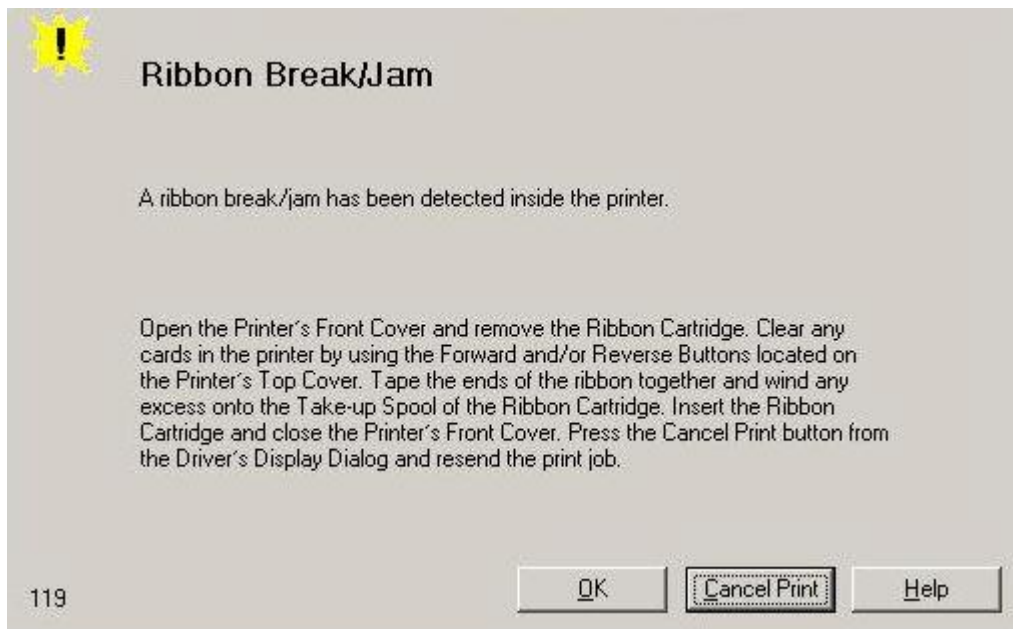 !
Ribbon Break/Jam
A ribbon break/jam has been detected inside the printer.
Open the Printer´s Front Cover and remove the Ribbon Cartridge. Clear any
cards in the printer by using the Forward and/or Reverse Buttons located on
the Printer´s Top Cover. Tape the ends of the ribbon together and wind any
excess onto the Take-up Spool of the Ribbon Cartridge. Insert the Ribbon
Cartridge and close the Printer´s Front Cover. Press the Cancel Print button from
the Driver´s Display Dialog and resend the print job.
119 OK Cancel Print Help